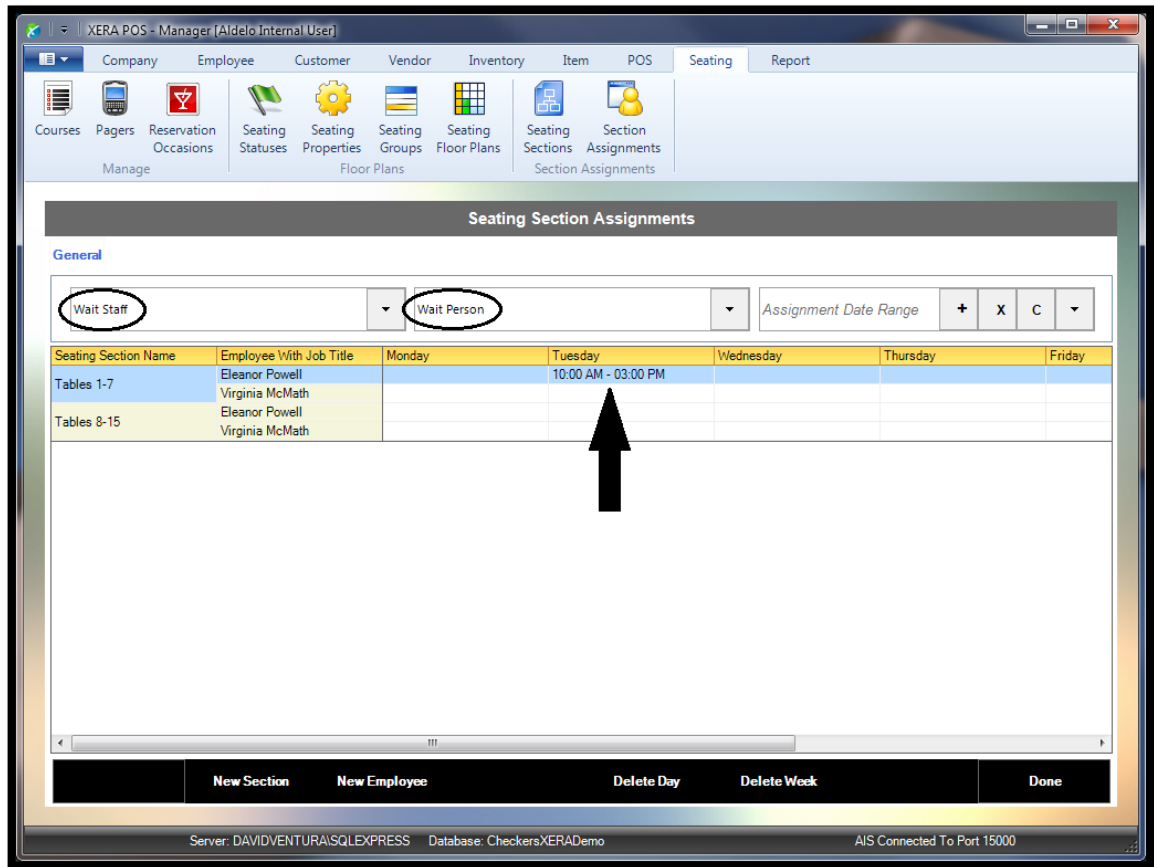 XERA POS - Manager [Aldelo Internal User]
Company Employee Customer Vendor Inventory Item POS Seating Report
Courses Pagers Reservation Occasions Seating Statuses Seating Properties Seating Groups Seating Floor Plans Seating Sections Section Assignments
Manage Floor Plans Section Assignments
Seating Section Assignments
General
Wait Staff Wait Person Assignment Date Range + X C
Seating Section Name Employee With Job Title Monday Tuesday Wednesday Thursday Friday
Tables 1-7 Eleanor Powell 10:00 AM - 03:00 PM
Virginia McMath
Tables 8-15 Eleanor Powell
Virginia McMath
New Section New Employee Delete Day Delete Week Done
Server: DAVIDVENTURA\SQLEXPRESS Database: CheckersXERADemo AIS Connected To Port 15000